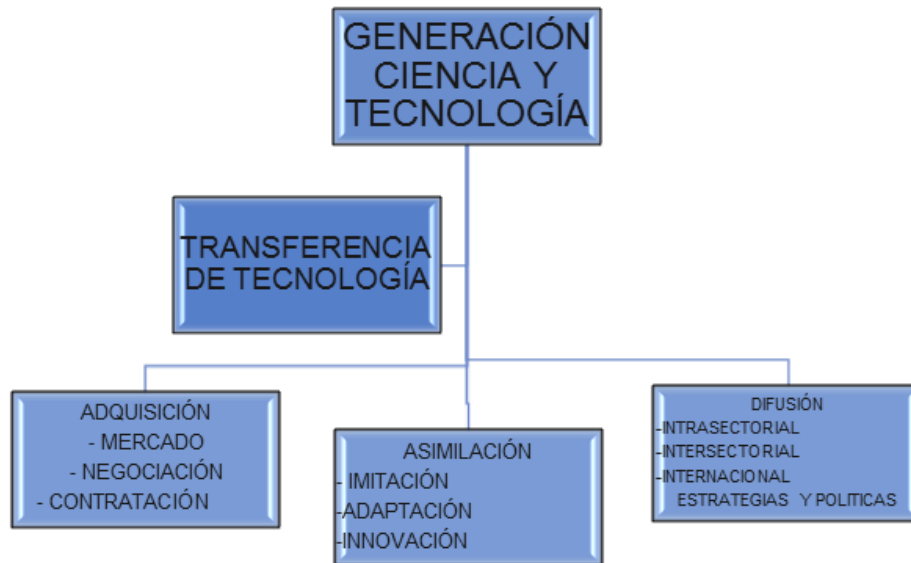 GENERACIÓN
CIENCIA Y
TECNOLOGÍA
TRANSFERENCIA
DE TECNOLOGÍA
ADQUISICIÓN
- MERCADO
- NEGOCIACIÓN
- CONTRATACIÓN
ASIMILACIÓN
- IMITACIÓN
-ADAPTACIÓN
-INNOVACIÓN
DIFUSIÓN
-INTRASECTORIAL
-INTERSECTORIAL
-INTERNACIONAL
ESTRATEGIAS Y POLITICAS